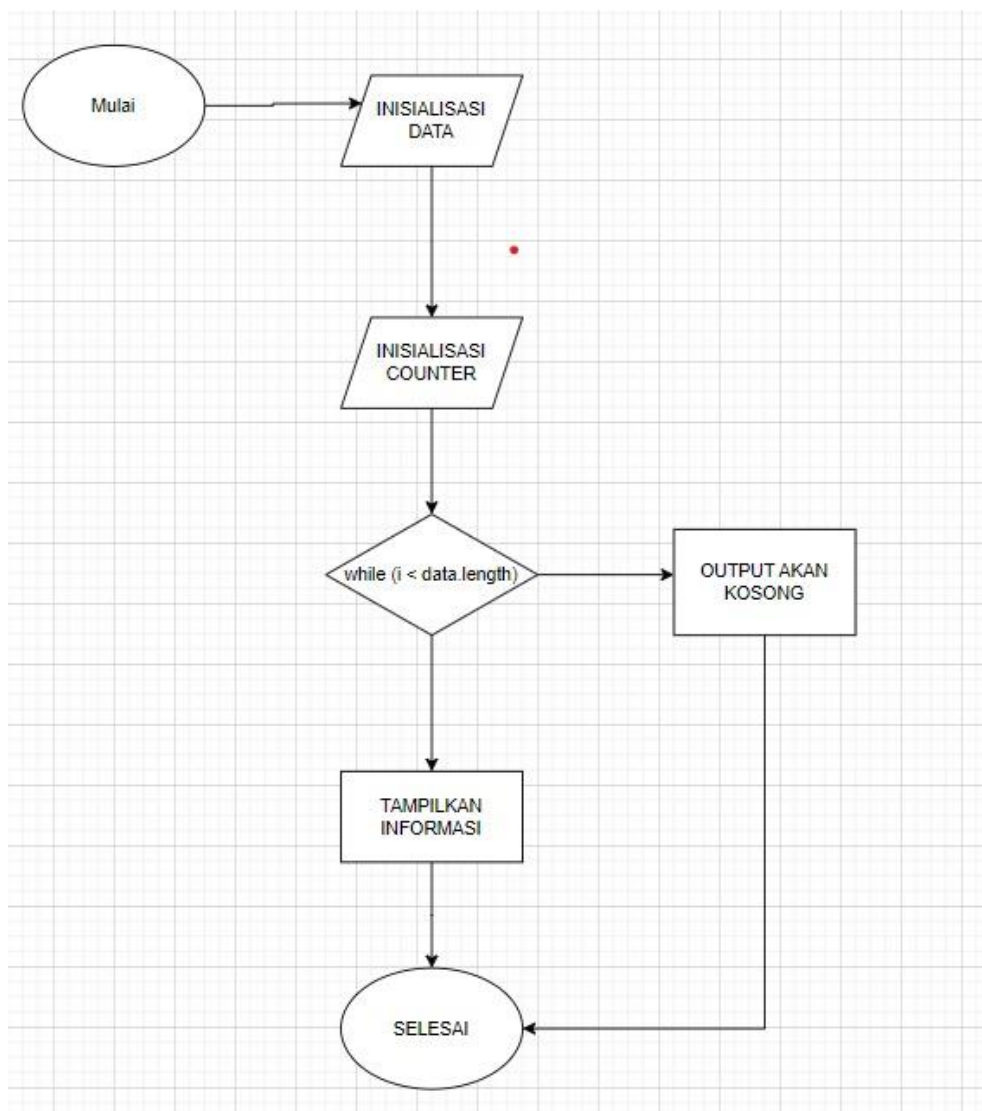 Mulai
INISIALISASI
DATA
INISIALISASI
COUNTER
while (i < data.length)
OUTPUT AKAN
KOSONG
TAMPILKAN
INFORMASI
SELESAI